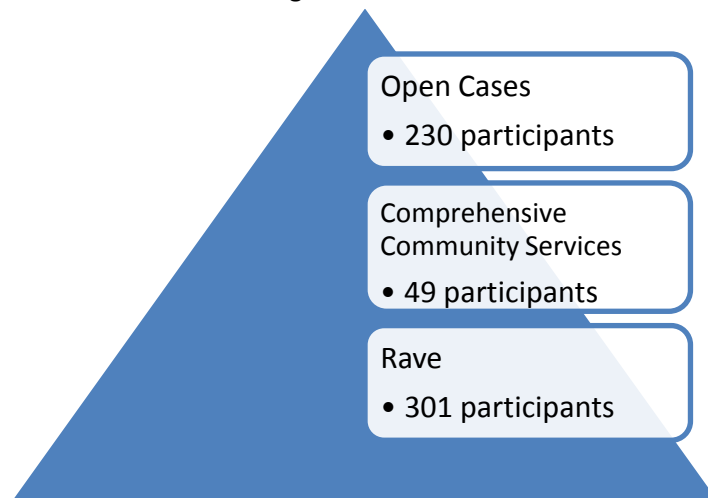 Open Cases
• 230 participants
Comprehensive
Community Services
• 49 participants
Rave
• 301 participants